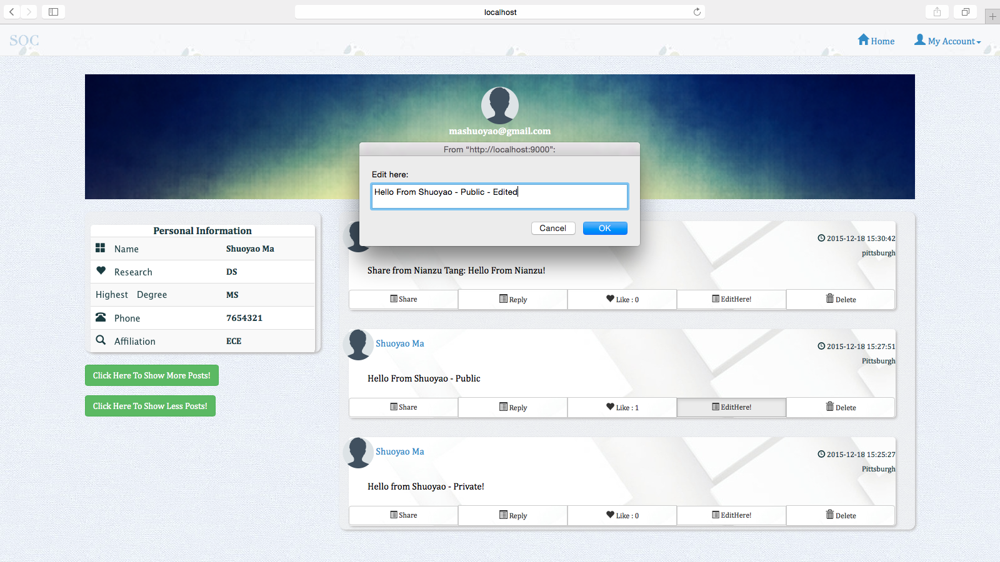 localhost
SOC
Home
My Account
mashuoyao@gmail.com
From “http://localhost:9000”:
Edit here:
Hello From Shuoyao - Public - Edited
Cancel
OK
Personal Information
Name Shuoyao Ma
Research DS
Highest Degree MS
Phone 7654321
Affiliation ECE
Click Here To Show More Posts!
Click Here To Show Less Posts!
2015-12-18 15:30:42
pittsburgh
Share from Nianzu Tang: Hello From Nianzu!
Share Reply Like : 0 EditHere! Delete
Shuoyao Ma
2015-12-18 15:27:51
Pittsburgh
Hello From Shuoyao - Public
Share Reply Like : 1 EditHere! Delete
Shuoyao Ma
2015-12-18 15:25:27
Pittsburgh
Hello from Shuoyao - Private!
Share Reply Like : 0 EditHere! Delete